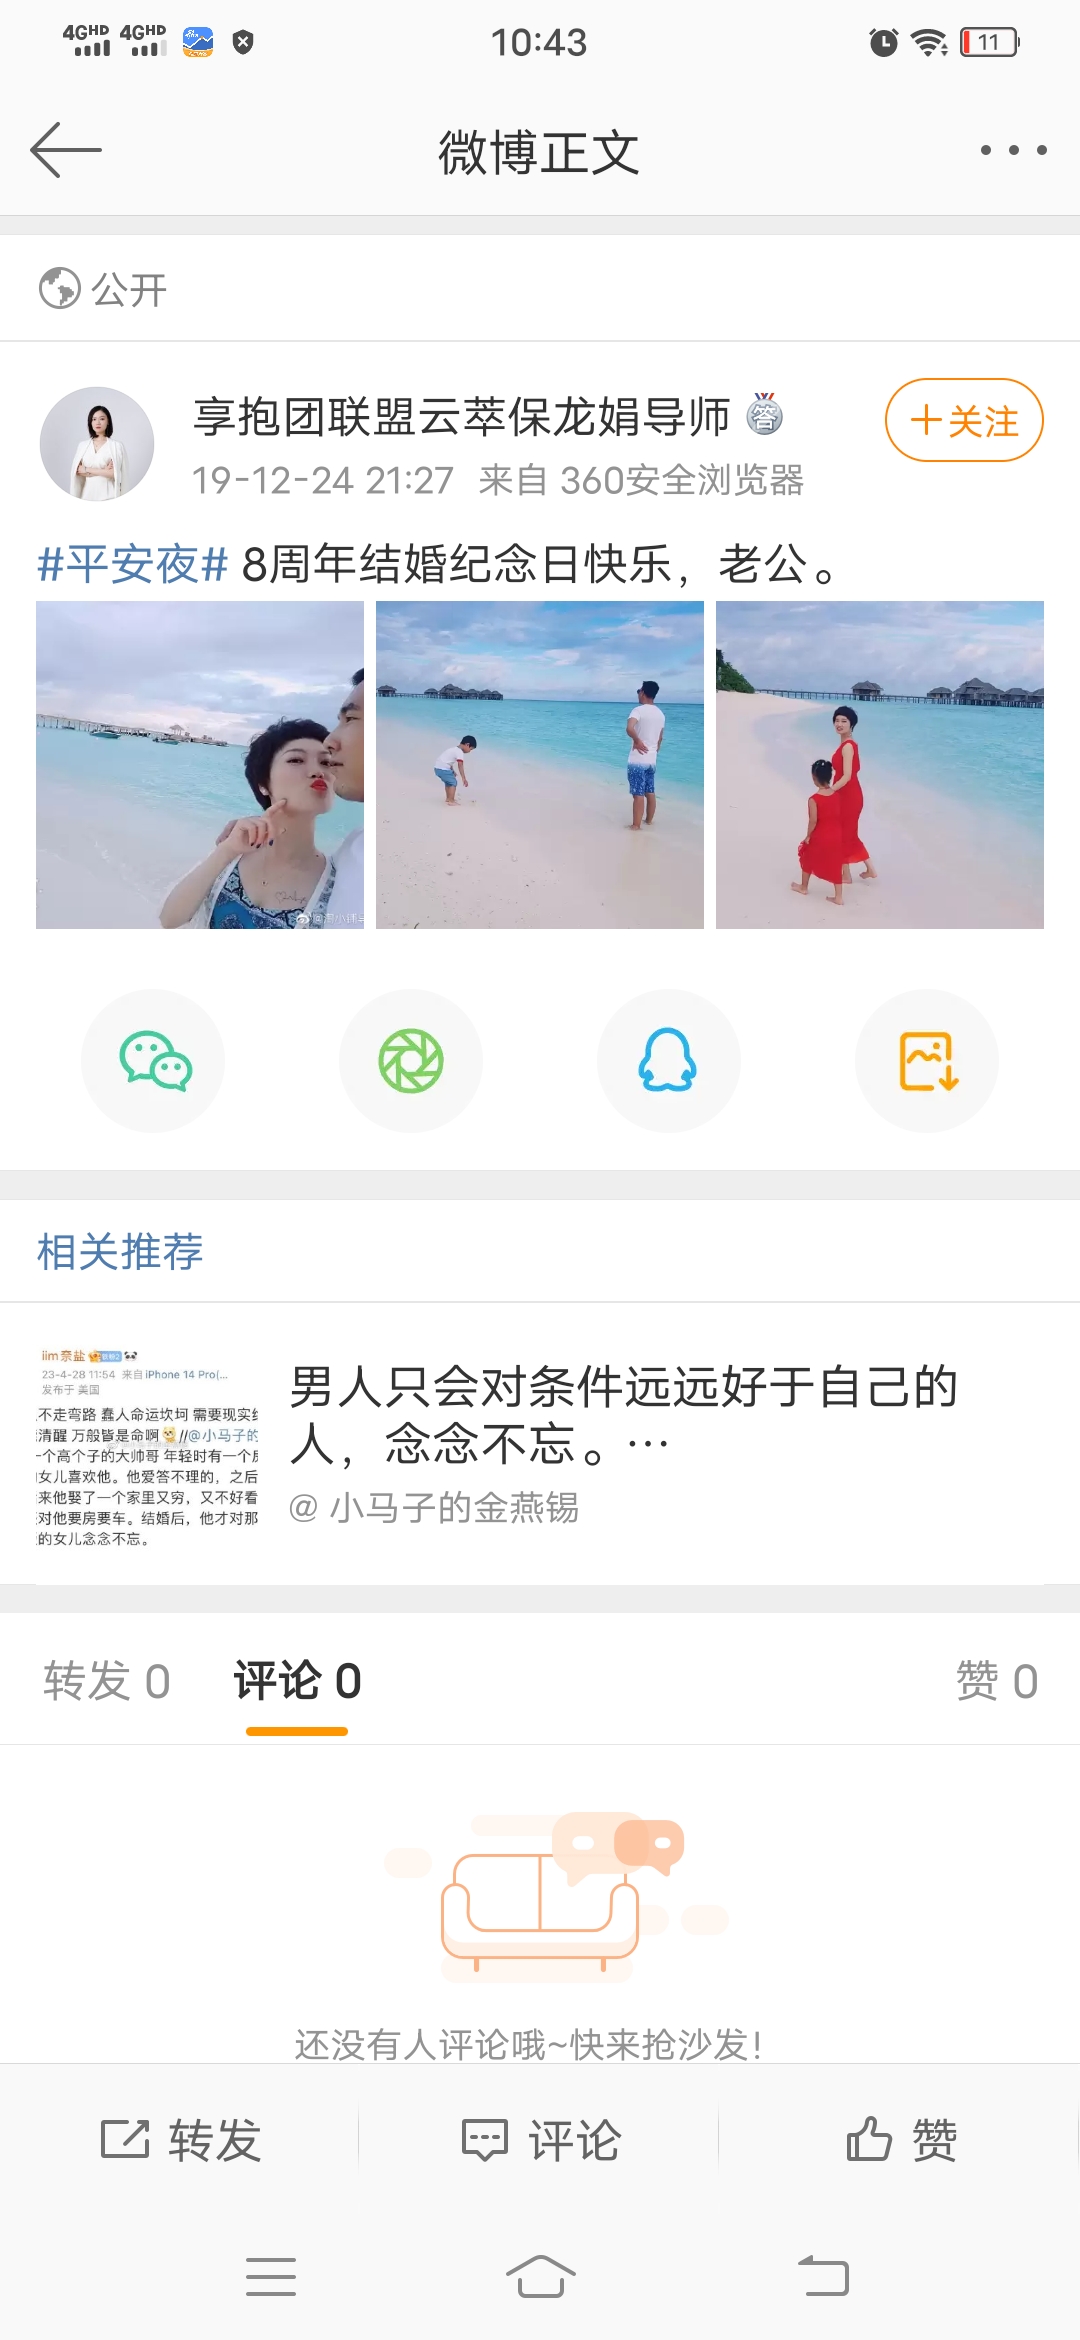 4GHD 4GHD 10:43 11
微博正文
公开
享抱团联盟云萃保龙娟导师 答
+关注
19-12-24 21:27 来自 360安全浏览器
#平安夜# 8周年结婚纪念日快乐，老公。
相关推荐
iim奈盐
23-4-28 11:54 来自 iPhone 14 Pro(...
发布于 美国
不走弯路 蠢人命运坎坷 需要现实给
清醒 万般皆是命啊 //@小马子的
一个高个子的大帅哥 年轻时有一个
女儿喜欢他。他爱答不理的，之后
来他娶了一个家里又穷，又不好看
对他要房要车。结婚后，他才对那
的女儿念念不忘。
男人只会对条件远远好于自己的
人，念念不忘。…
@ 小马子的金燕锡
转发 0 评论 0 赞 0
还没有人评论哦~快来抢沙发!
转发 评论 赞